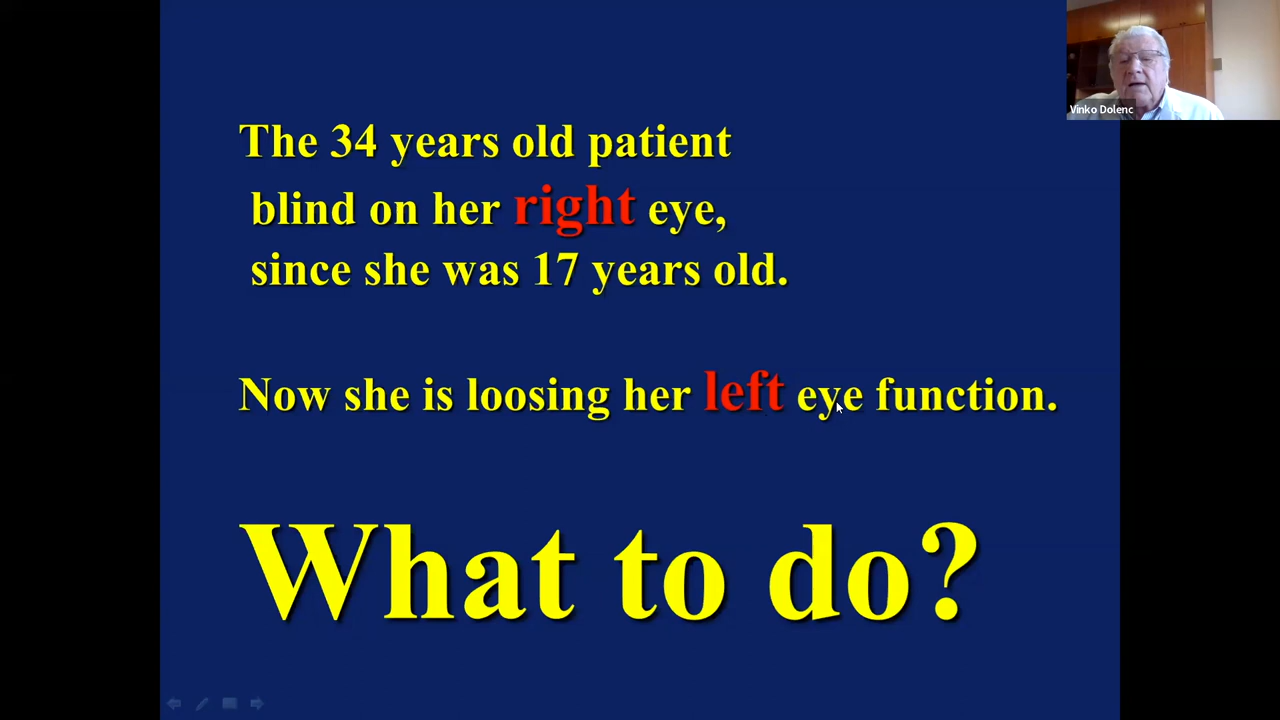 The 34 years old patient
blind on her right eye,
since she was 17 years old.
Now she is loosing her left eye function.
What to do?
Vinko Dolenc